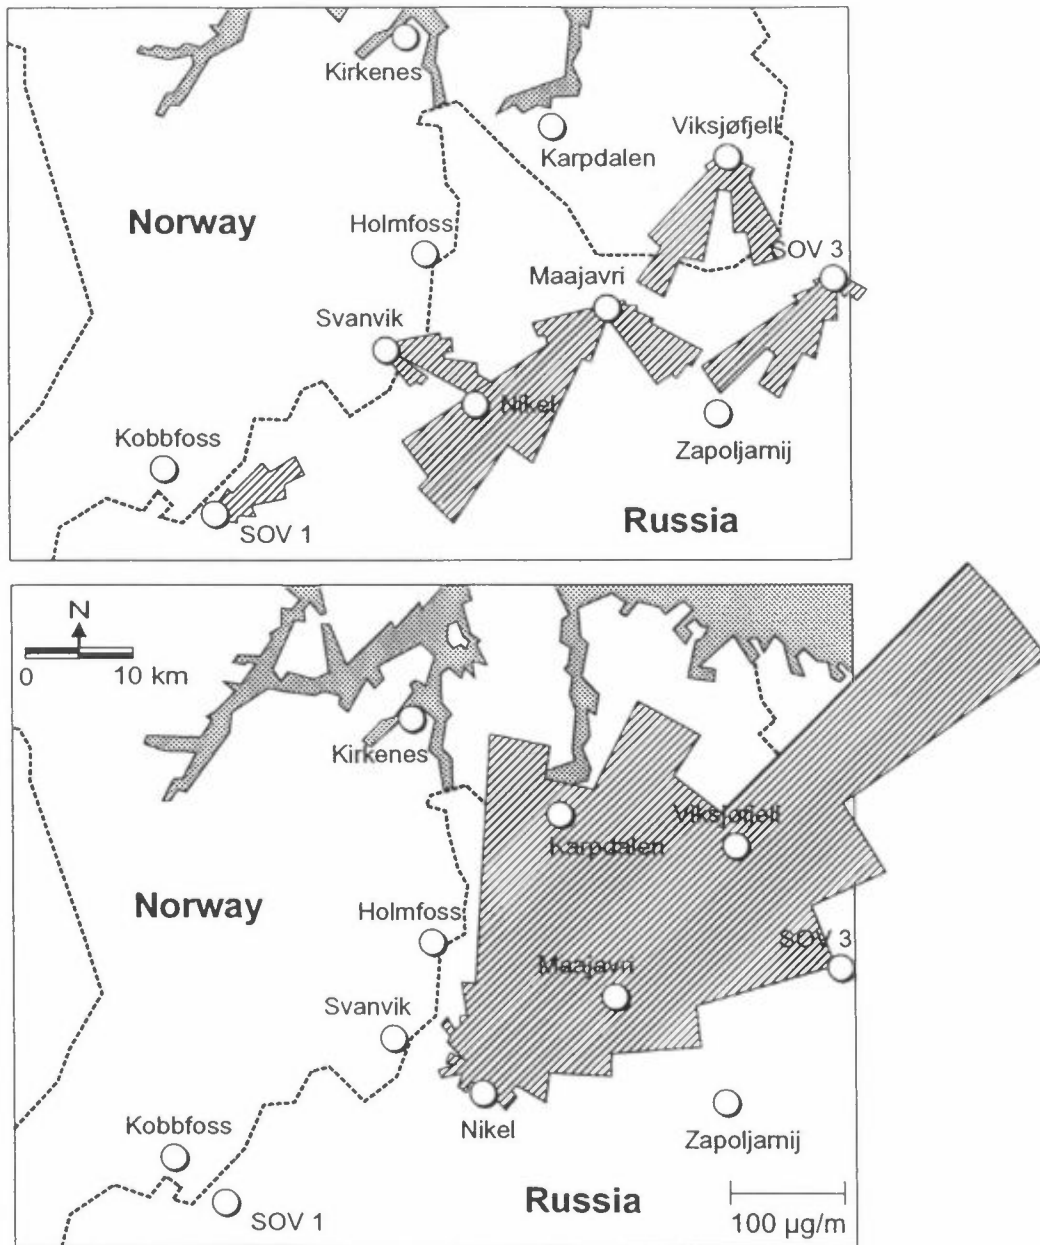 Kirkenes
Karpdalen
Viksjøfjell
Norway
Holmfoss
SOV 3
Maajavri
Svanvik
Nikel
Kobbfoss
Zapoljarnij
SOV 1
Russia
N
0 10 km
Kirkenes
Viksjøfjell
Karpdalen
Norway
Holmfoss
SOV 3
Maajavri
Svanvik
Nikel
Zapoljarnij
Kobbfoss
Russia
SOV 1
100 µg/m